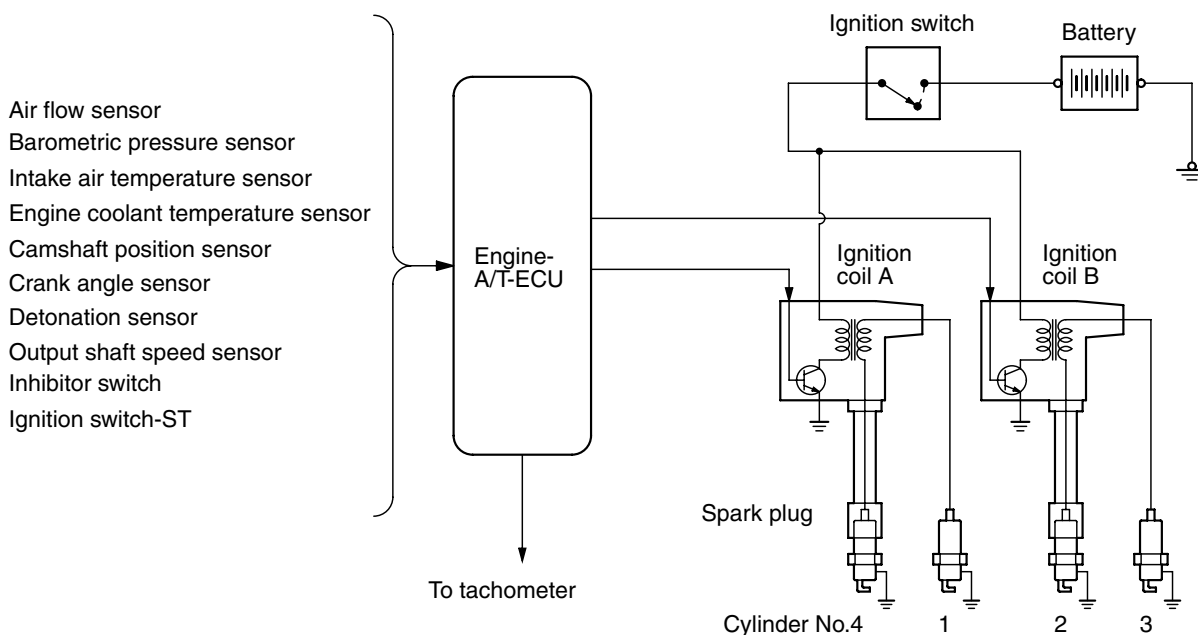 Ignition switch
Battery
Air flow sensor
Barometric pressure sensor
Intake air temperature sensor
Engine coolant temperature sensor
Camshaft position sensor
Crank angle sensor
Detonation sensor
Output shaft speed sensor
Inhibitor switch
Ignition switch-ST
Engine-
A/T-ECU
Ignition
coil A
Ignition
coil B
Spark plug
To tachometer
Cylinder No.4 1 2 3